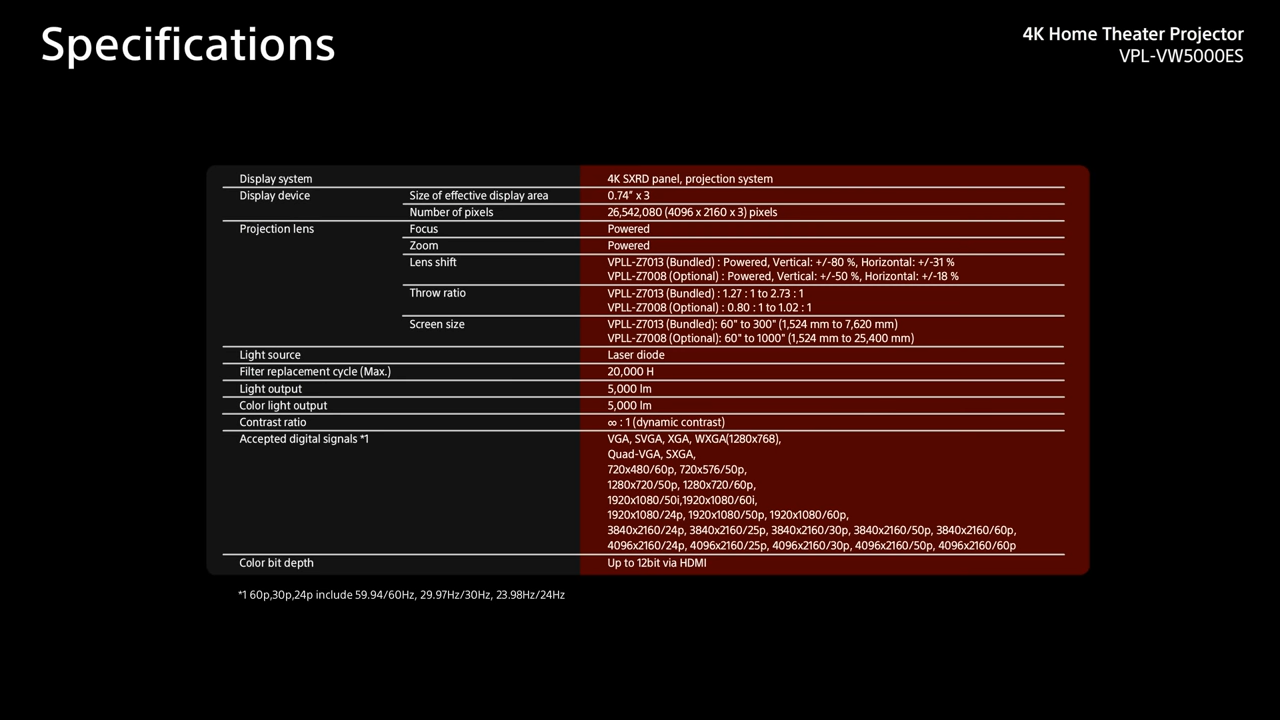 Specifications
4K Home Theater Projector
VPL-VW5000ES
Display system 4K SXRD panel, projection system
Display device Size of effective display area 0.74" x 3
Number of pixels 26,542,080 (4096 x 2160 x 3) pixels
Projection lens Focus Powered
Zoom Powered
Lens shift VPLL-Z7013 (Bundled) : Powered, Vertical: +/-80 %, Horizontal: +/-31 %
VPLL-Z7008 (Optional) : Powered, Vertical: +/-50 %, Horizontal: +/-18 %
Throw ratio VPLL-Z7013 (Bundled) : 1.27 : 1 to 2.73 : 1
VPLL-Z7008 (Optional) : 0.80 : 1 to 1.02 : 1
Screen size VPLL-Z7013 (Bundled): 60" to 300" (1,524 mm to 7,620 mm)
VPLL-Z7008 (Optional): 60" to 1000" (1,524 mm to 25,400 mm)
Light source Laser diode
Filter replacement cycle (Max.) 20,000 H
Light output 5,000 lm
Color light output 5,000 lm
Contrast ratio ∞ : 1 (dynamic contrast)
Accepted digital signals *1 VGA, SVGA, XGA, WXGA(1280x768),
Quad-VGA, SXGA,
720x480/60p, 720x576/50p,
1280x720/50p, 1280x720/60p,
1920x1080/50i,1920x1080/60i,
1920x1080/24p, 1920x1080/50p, 1920x1080/60p,
3840x2160/24p, 3840x2160/25p, 3840x2160/30p, 3840x2160/50p, 3840x2160/60p,
4096x2160/24p, 4096x2160/25p, 4096x2160/30p, 4096x2160/50p, 4096x2160/60p
Color bit depth Up to 12bit via HDMI
*1 60p,30p,24p include 59.94/60Hz, 29.97Hz/30Hz, 23.98Hz/24Hz